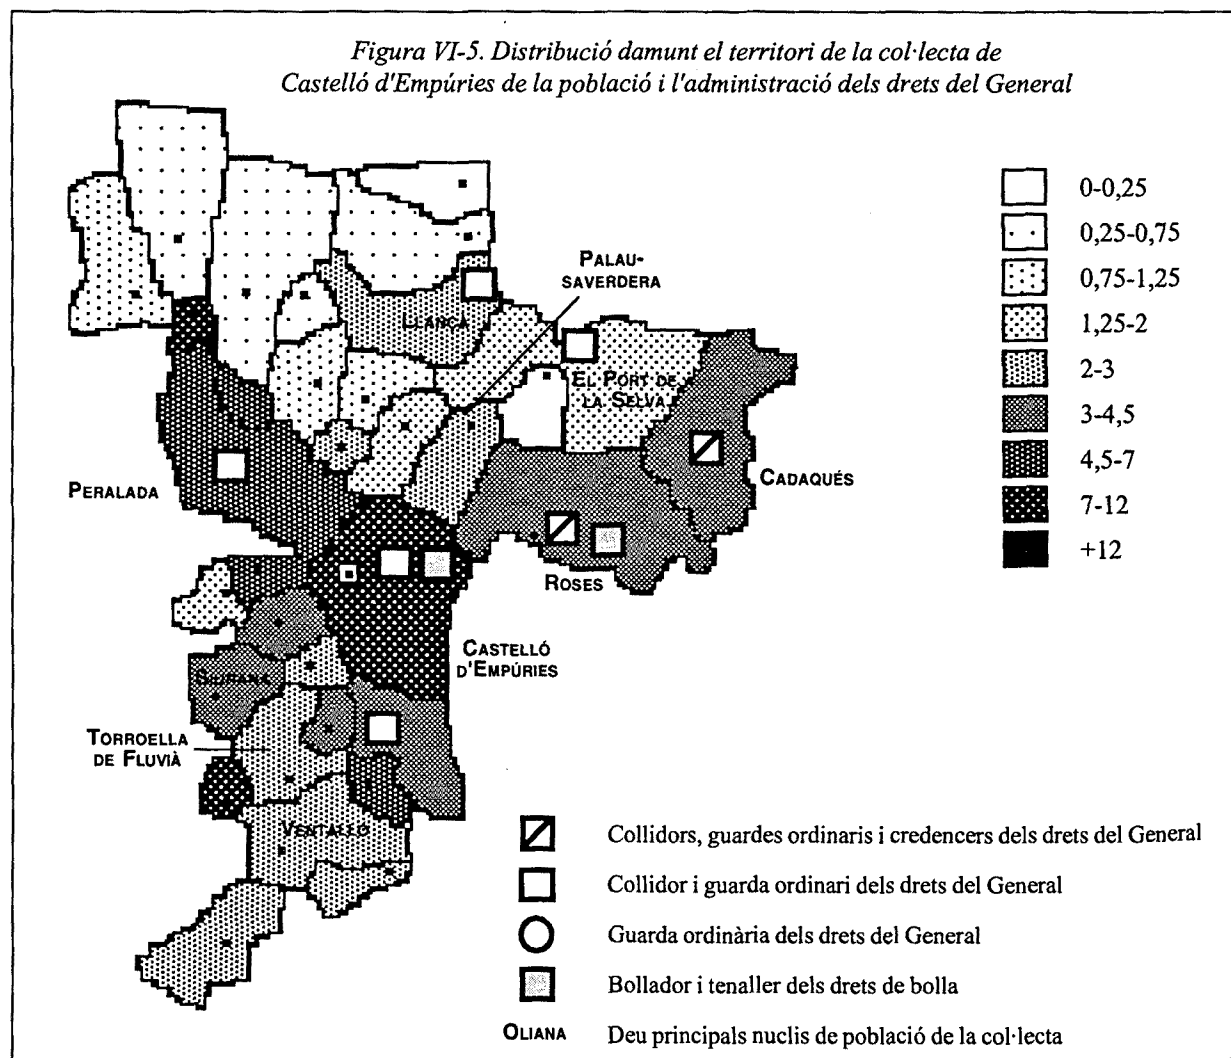 Figura VI-5. Distribució damunt el territori de la col·lecta de
Castelló d'Empúries de la població i l'administració dels drets del General
0-0,25
0,25-0,75
0,75-1,25
1,25-2
2-3
3-4,5
4,5-7
7-12
+12
PALAU-
SAVERDERA
LLANÇÀ
EL PORT DE
LA SELVA
CADAQUÉS
PERALADA
ROSES
CASTELLÓ
D'EMPÚRIES
SIURANA
TORROELLA
DE FLUVIÀ
VENTALLÓ
Collidors, guardes ordinaris i credencers dels drets del General
Collidor i guarda ordinari dels drets del General
Guarda ordinària dels drets del General
Bollador i tenaller dels drets de bolla
OLIANA Deu principals nuclis de població de la col·lecta